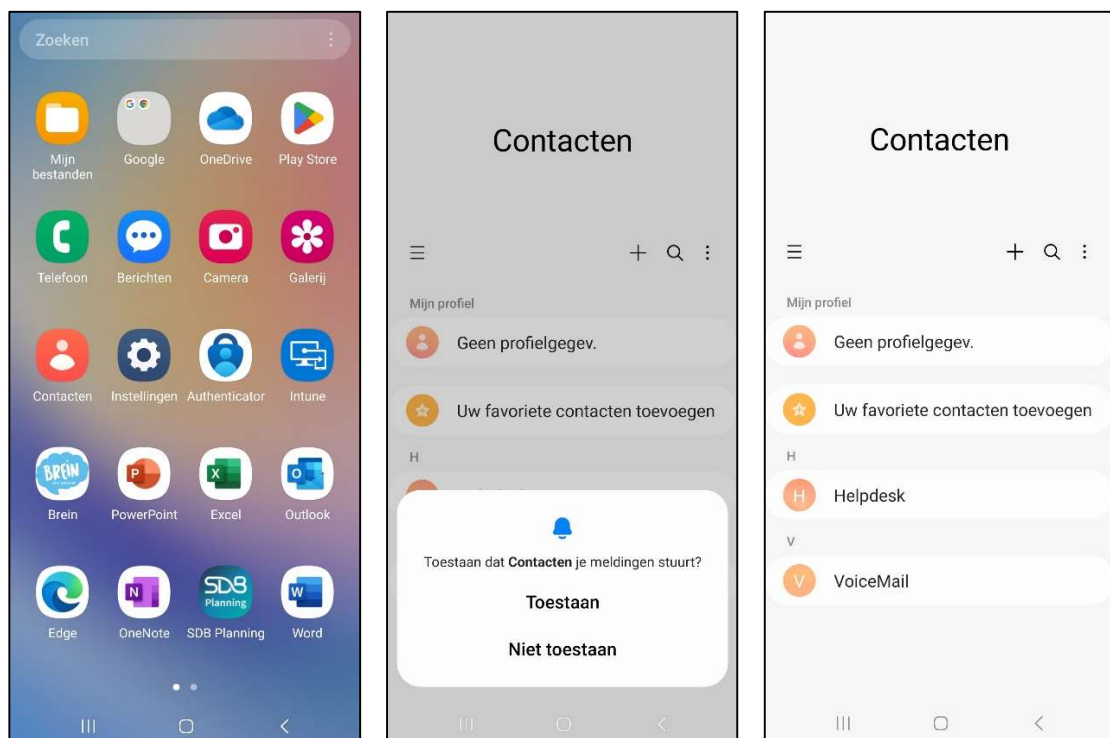 Zoeken
Mijn
bestanden
Google
OneDrive
Play Store
Telefoon
Berichten
Camera
Galerij
Contacten
Instellingen
Authenticator
Intune
BREIN
P
X
O
Brein
PowerPoint
Excel
Outlook
N
SDB
Planning
W
Edge
OneNote
SDB Planning
Word
Contacten
Mijn profiel
Geen profielgegev.
Uw favoriete contacten toevoegen
H
Toestaan dat Contacten je meldingen stuurt?
Toestaan
Niet toestaan
Contacten
Mijn profiel
Geen profielgegev.
Uw favoriete contacten toevoegen
H
H
Helpdesk
V
V
VoiceMail